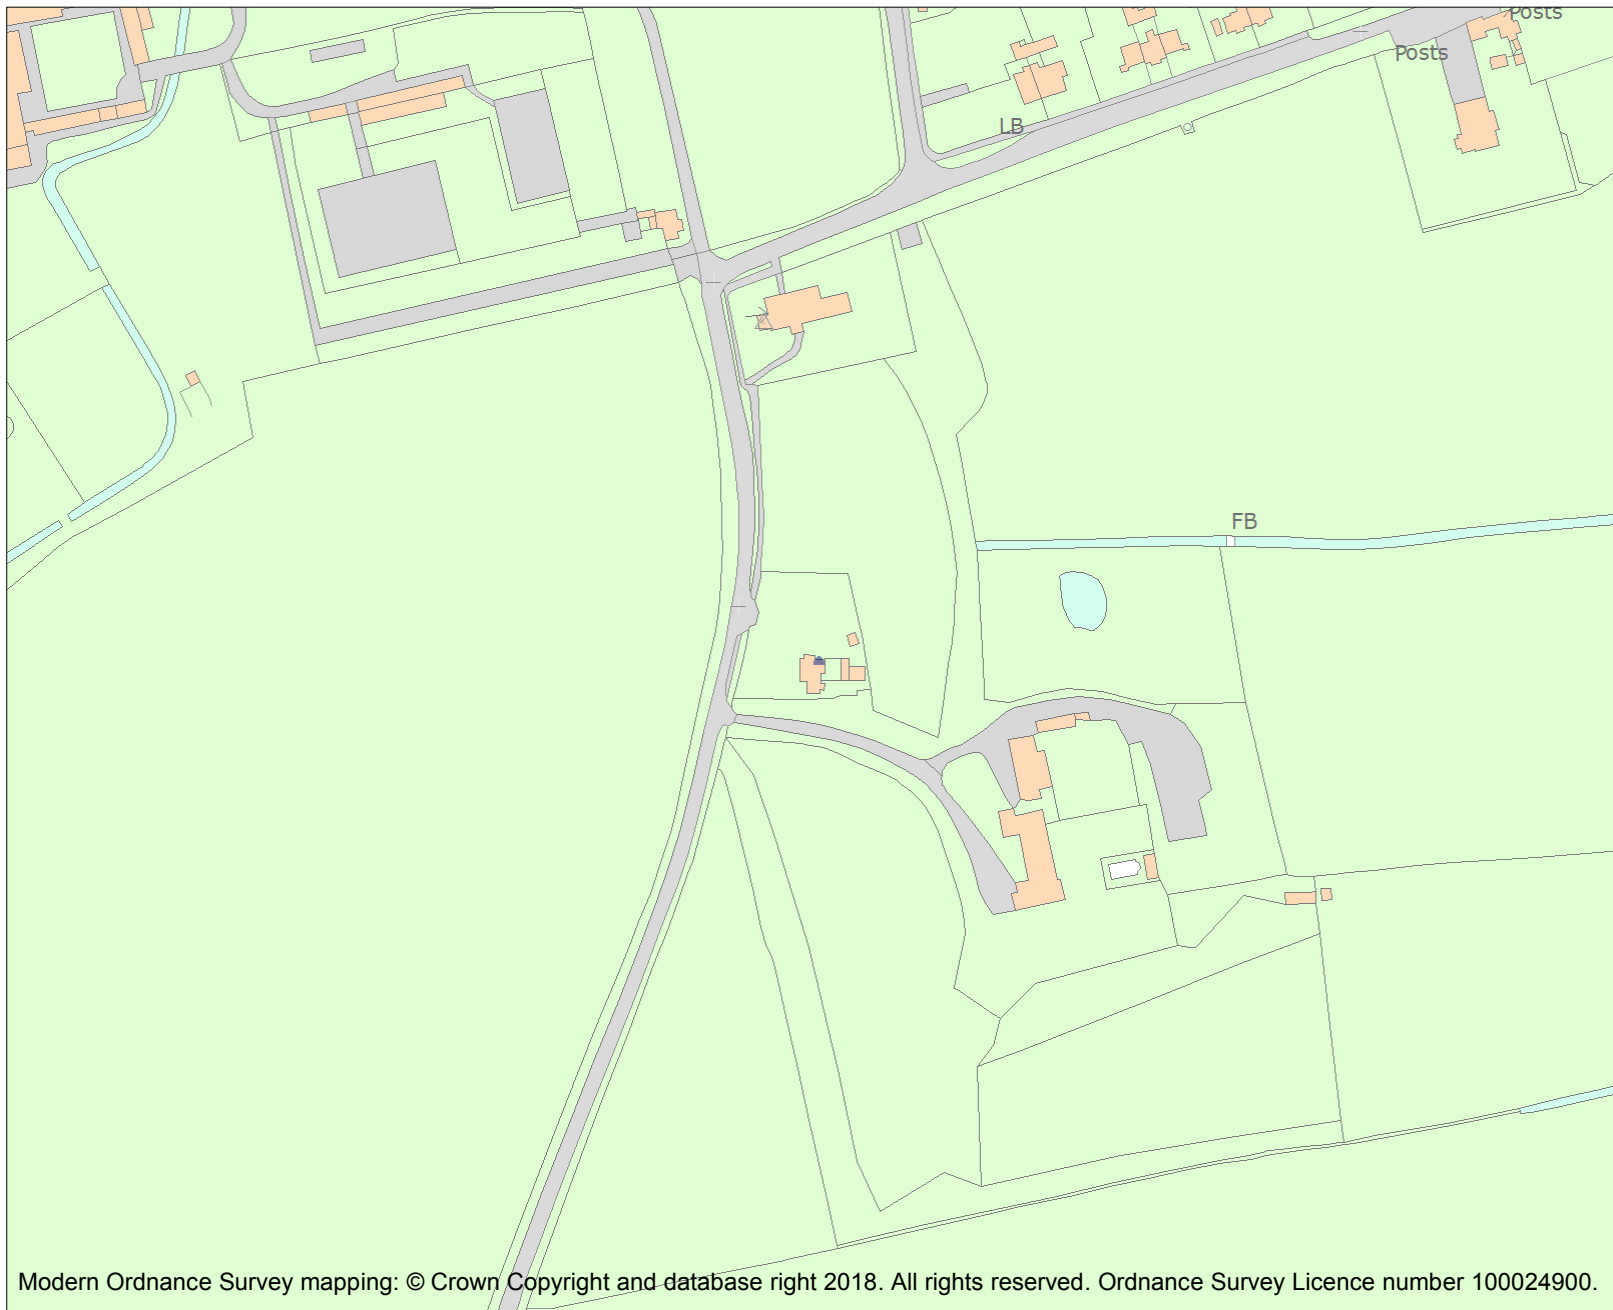 Posts
Posts
LB
FB
Modern Ordnance Survey mapping: © Crown Copyright and database right 2018. All rights reserved. Ordnance Survey Licence number 100024900.